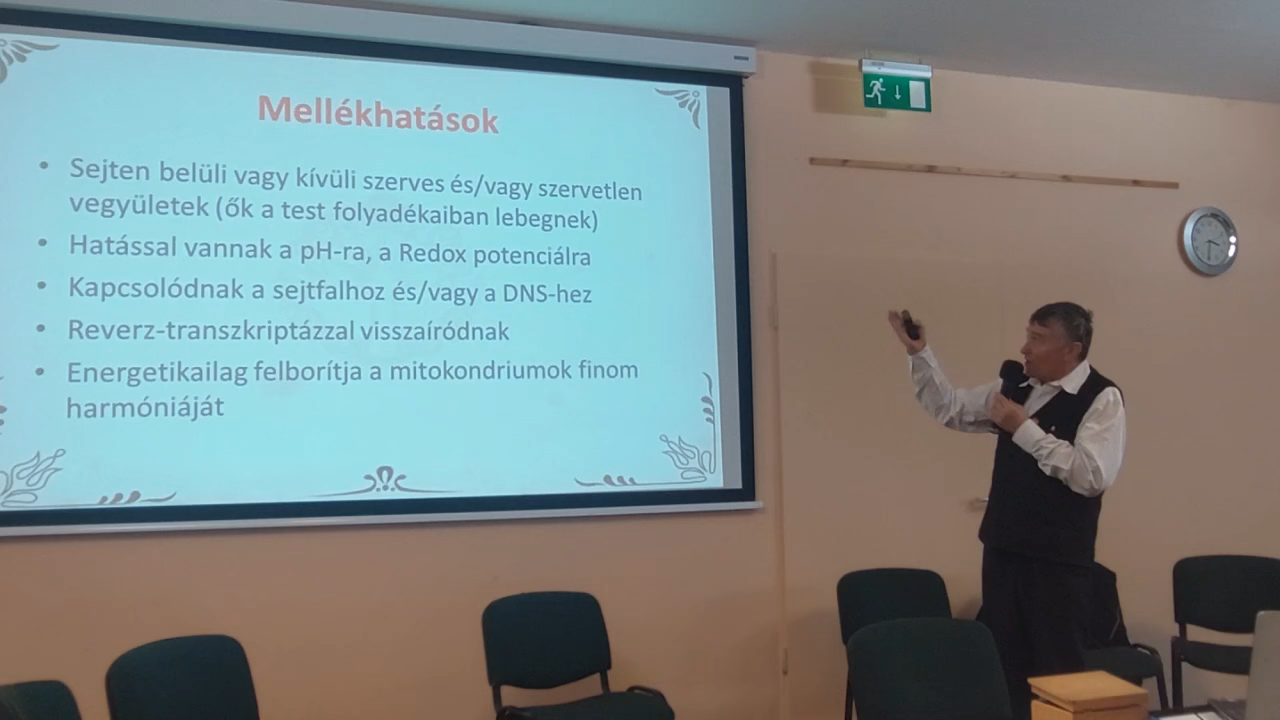 Mellékhatások
• Sejten belüli vagy kívüli szerves és/vagy szervetlen
vegyületek (ők a test folyadékaiban lebegnek)
• Hatással vannak a pH-ra, a Redox potenciálra
• Kapcsolódnak a sejtfalhoz és/vagy a DNS-hez
• Reverz-transzkriptázzal visszaíródnak
• Energetikailag felborítja a mitokondriumok finom
harmóniáját